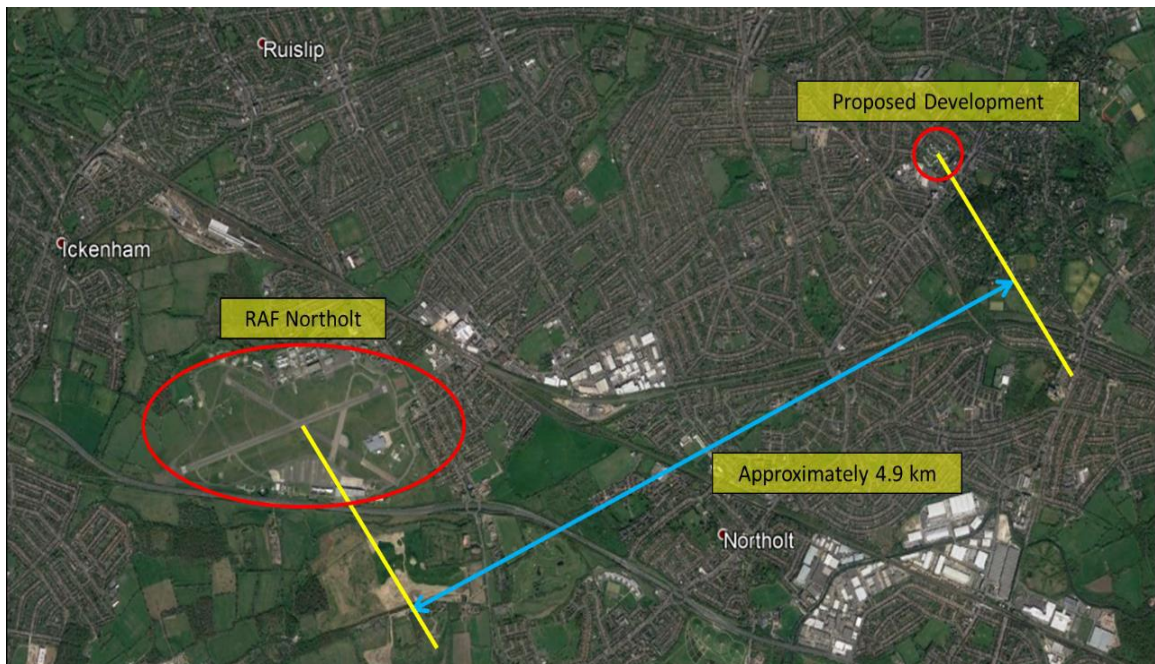 Ruislip
Proposed Development
Ickenham
RAF Northolt
Approximately 4.9 km
Northolt